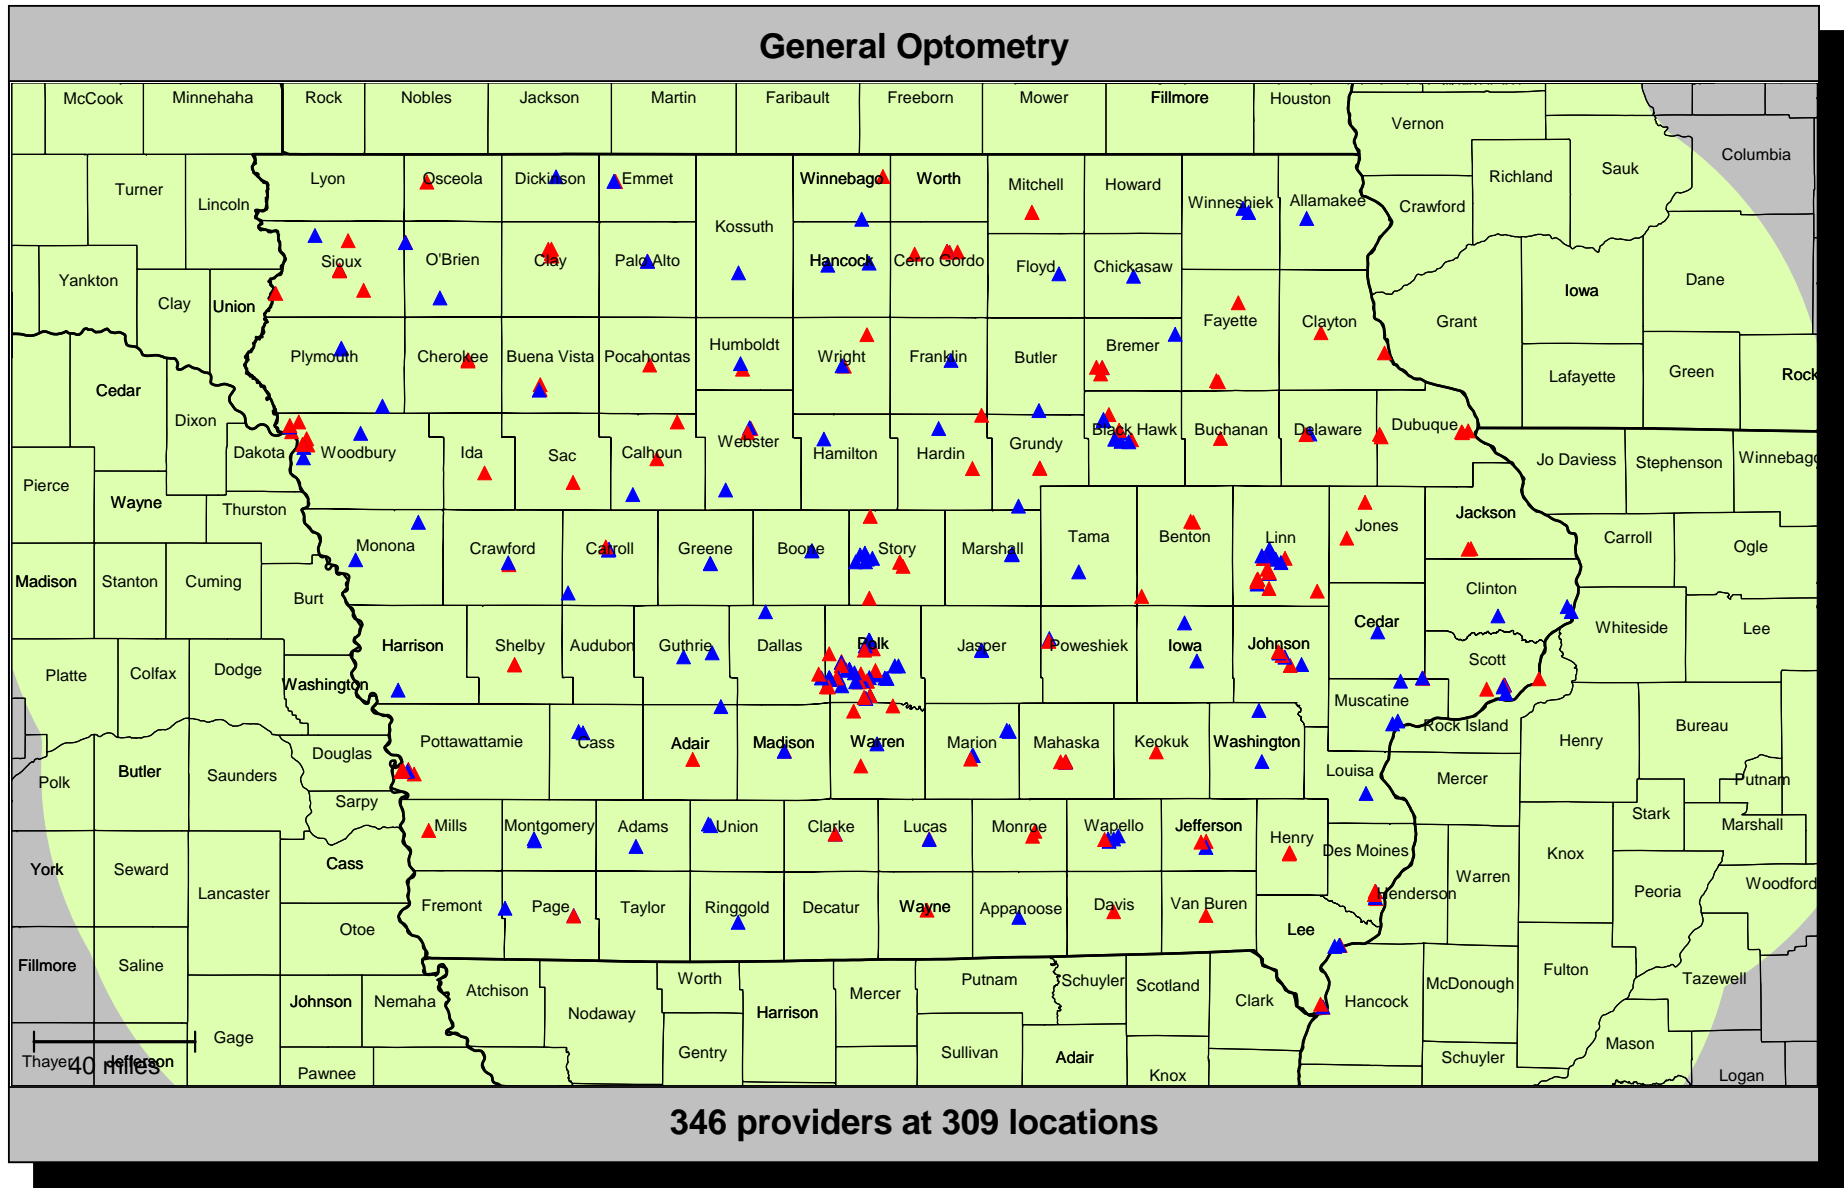 General Optometry
McCook Minnehaha Rock Nobles Jackson Martin Faribault Freeborn Mower Fillmore Houston
Vernon
Columbia
Sauk
Richland
Turner Lyon Osceola Dickinson Emmet Winnebago Worth Mitchell Howard
Lincoln Winneshiek Allamakee Crawford
Kossuth
Yankton Sioux O'Brien Clay Palo Alto Hancock Cerro Gordo Floyd Chickasaw Dane
Clay Union Iowa
Fayette Clayton Grant
Plymouth Cherokee Buena Vista Pocahontas Humboldt Wright Franklin Butler Bremer
Cedar Lafayette Green Rock
Dixon Webster Black Hawk Buchanan Delaware Dubuque
Dakota Woodbury Ida Sac Calhoun Hamilton Hardin Grundy
Jo Daviess Stephenson Winnebago
Pierce
Wayne Thurston Jackson
Monona Crawford Carroll Greene Boone Story Marshall Tama Benton Linn Jones Carroll Ogle
Madison Stanton Cuming
Burt Clinton
Harrison Shelby Audubon Guthrie Dallas Polk Jasper Poweshiek Iowa Johnson Cedar Whiteside Lee
Platte Colfax Dodge Scott
Washington Muscatine
Rock Island Bureau
Pottawattamie Cass Adair Madison Warren Marion Mahaska Keokuk Washington Henry
Douglas
Polk Butler Saunders Louisa Mercer Putnam
Sarpy
Mills Montgomery Adams Union Clarke Lucas Monroe Wapello Jefferson Henry Stark Marshall
Des Moines Knox
York Seward Cass
Lancaster Warren Peoria Woodford
Henderson
Fremont Page Taylor Ringgold Decatur Wayne Appanoose Davis Van Buren
Otoe Lee
Fillmore Saline Fulton
Worth Putnam Schuyler Scotland McDonough Tazewell
Johnson Nemaha Atchison Mercer Clark Hancock
Nodaway Harrison
Gage Mason
Gentry Sullivan Adair Schuyler
Thayer Jefferson
40 miles
Pawnee Knox Logan
346 providers at 309 locations